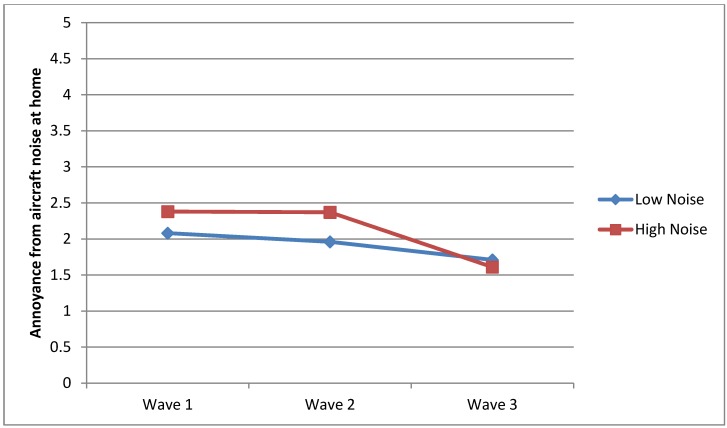 5
4.5
4
3.5
3
2.5
2
1.5
1
0.5
0
Annoyance from aircraft noise at home
Wave 1
Wave 2
Wave 3
Low Noise
High Noise